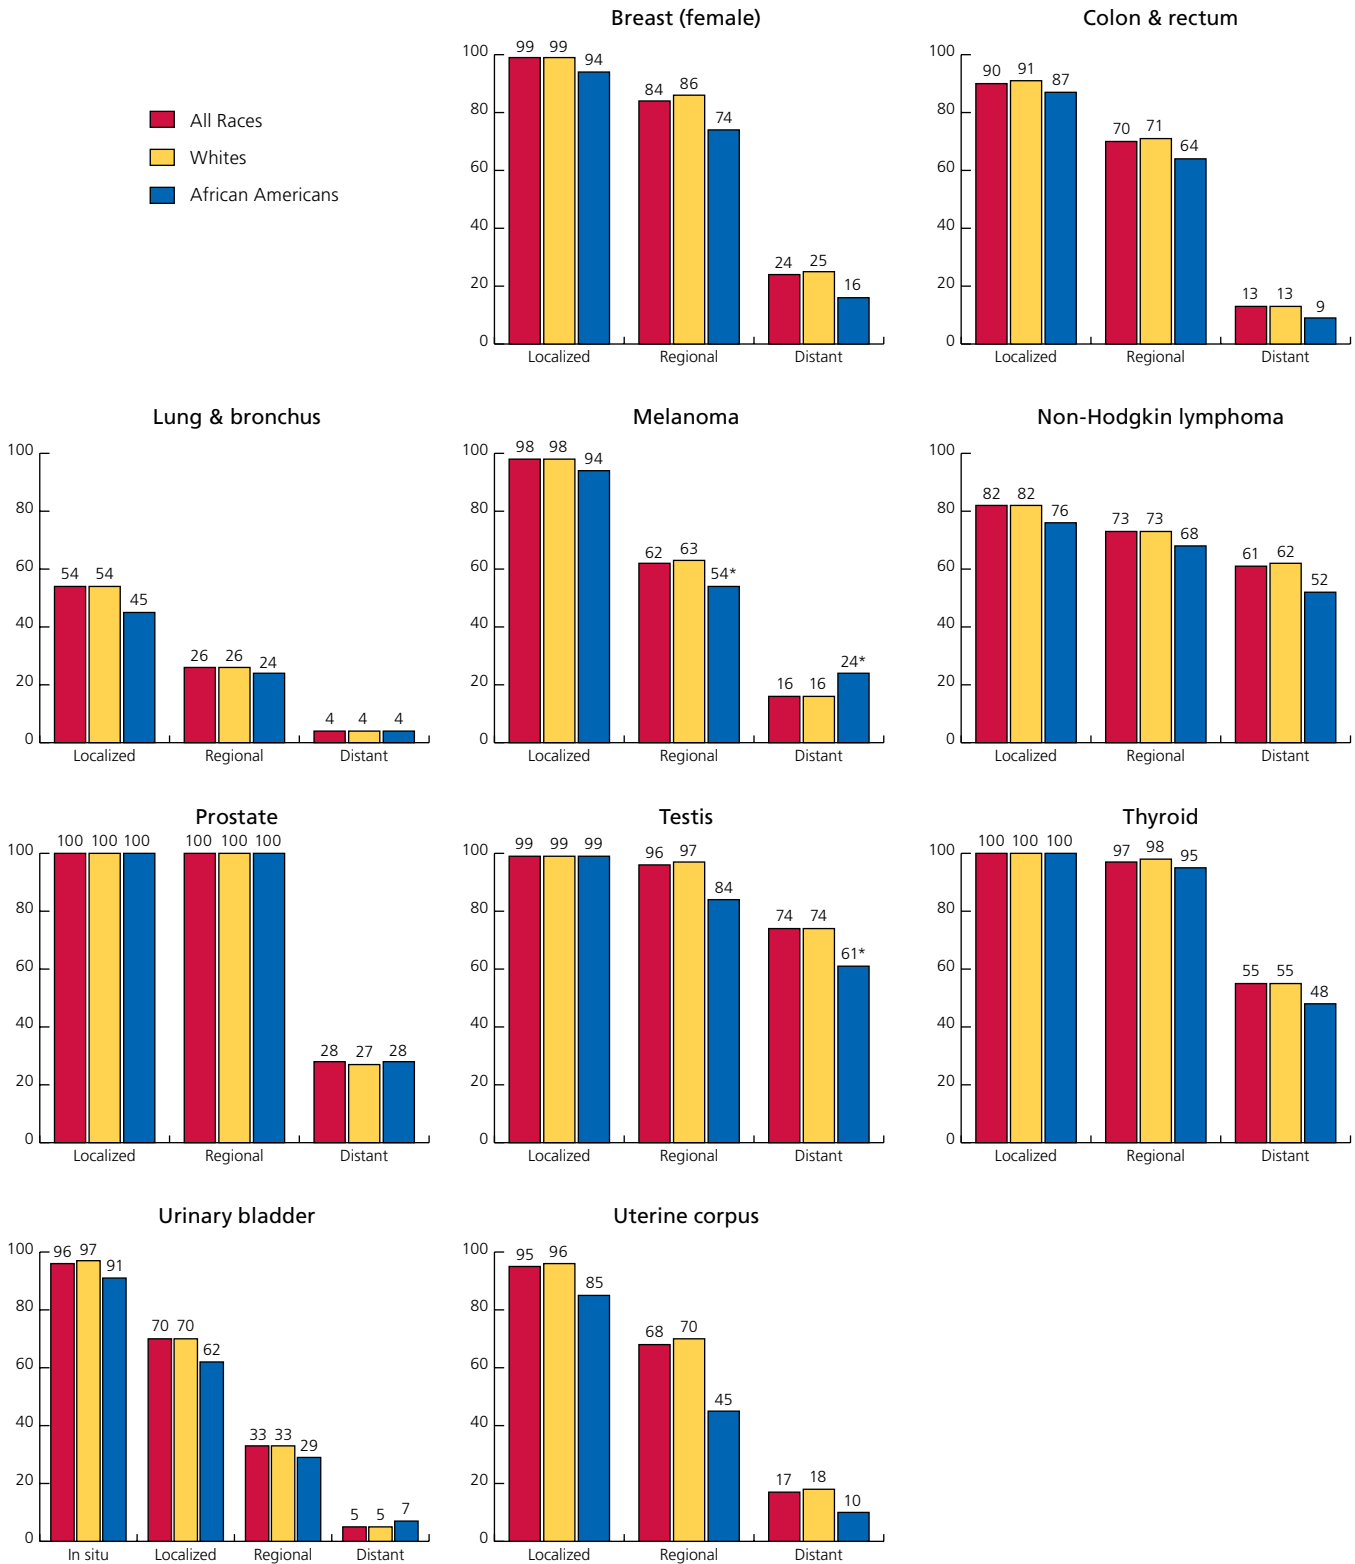 Breast (female)
99 99 94
84 86 74
24 25 16
100
80
60
40
20
0
Localized Regional Distant
Colon & rectum
90 91 87
70 71 64
13 13 9
100
80
60
40
20
0
Localized Regional Distant
All Races
Whites
African Americans
Lung & bronchus
54 54 45
26 26 24
4 4 4
100
80
60
40
20
0
Localized Regional Distant
Melanoma
98 98 94
62 63 54*
16 16 24*
100
80
60
40
20
0
Localized Regional Distant
Non-Hodgkin lymphoma
82 82 76
73 73 68
61 62 52
100
80
60
40
20
0
Localized Regional Distant
Prostate
100 100 100
100 100 100
28 27 28
100
80
60
40
20
0
Localized Regional Distant
Testis
99 99 99
96 97 84
74 74 61*
100
80
60
40
20
0
Localized Regional Distant
Thyroid
100 100 100
97 98 95
55 55 48
100
80
60
40
20
0
Localized Regional Distant
Urinary bladder
96 97 91
70 70 62
33 33 29
5 5 7
100
80
60
40
20
0
In situ Localized Regional Distant
Uterine corpus
95 96 85
68 70 45
17 18 10
100
80
60
40
20
0
Localized Regional Distant